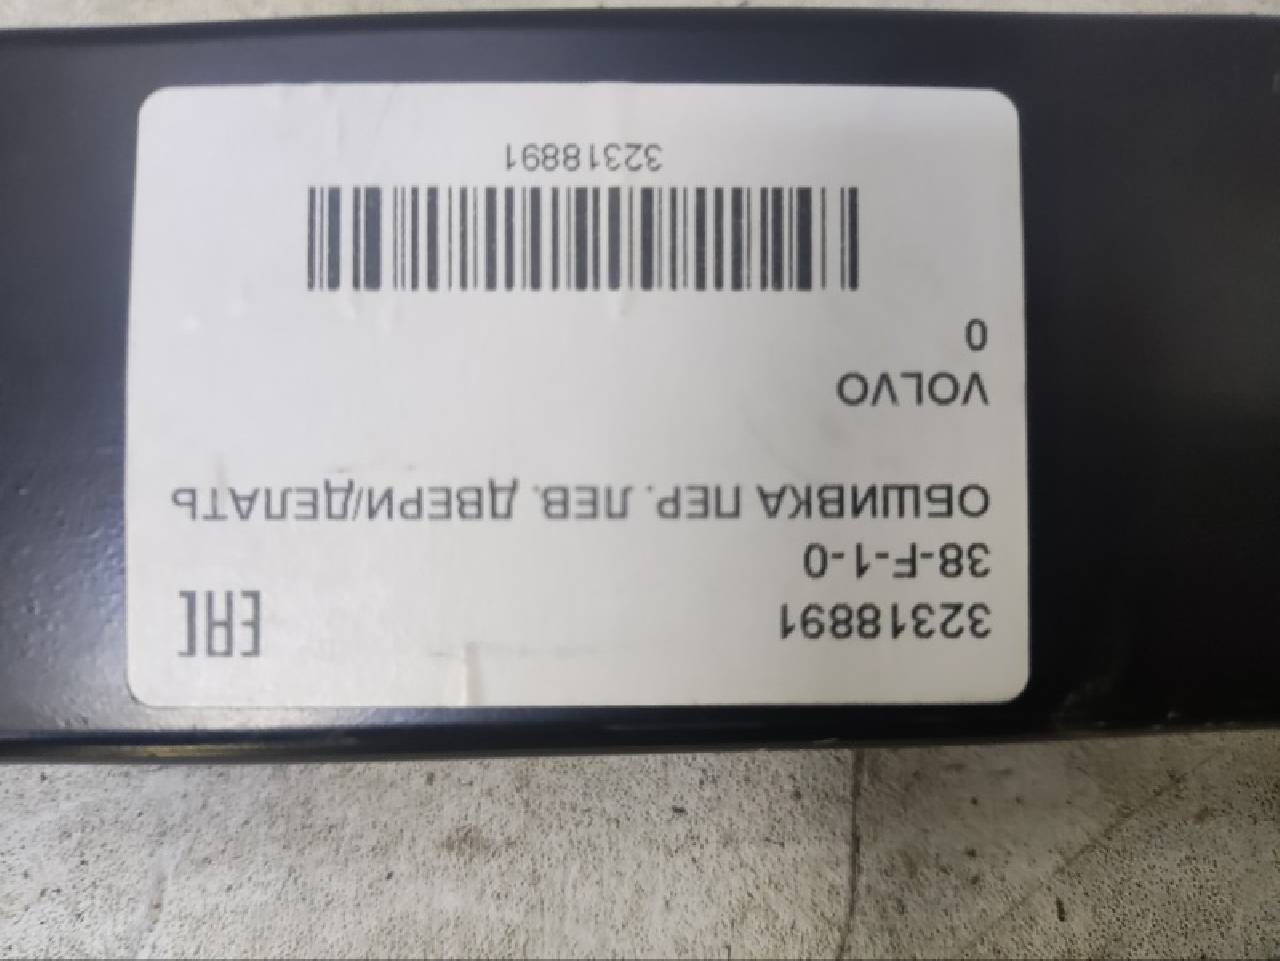 32318891
EAC
38-F-1-0
ОБШИВКА ПЕР. ЛЕВ. ДВЕРИ/ДЕЛАТЬ
VOLVO
0
32318891